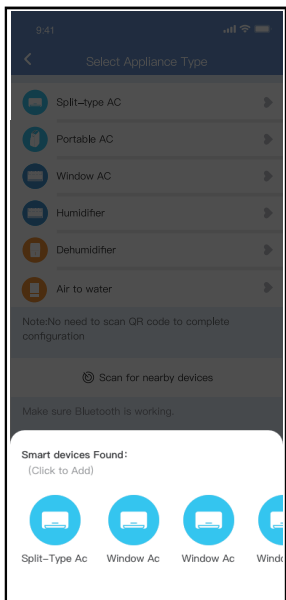 9:41
Select Appliance Type
Split-type AC
Portable AC
Window AC
Humidifier
Dehumidifier
Air to water
Note:No need to scan QR code to complete
configuration
Scan for nearby devices
Make sure Bluetooth is working.
Smart devices Found:
(Click to Add)
Split-Type Ac Window Ac Window Ac Windo